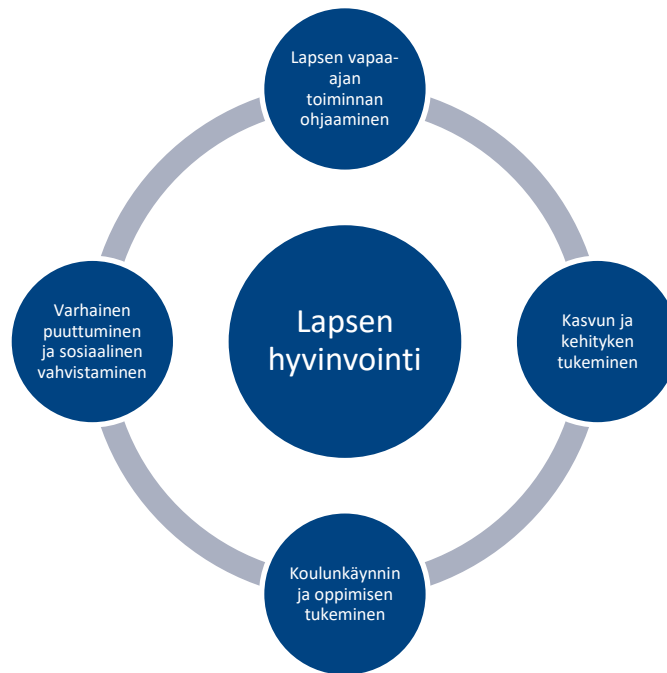 Lapsen vapaa-
ajan
toiminnan
ohjaaminen
Varhainen
puuttuminen
ja sosiaalinen
vahvistaminen
Lapsen
hyvinvointi
Kasvun ja
kehityken
tukeminen
Koulunkäynnin
ja oppimisen
tukeminen